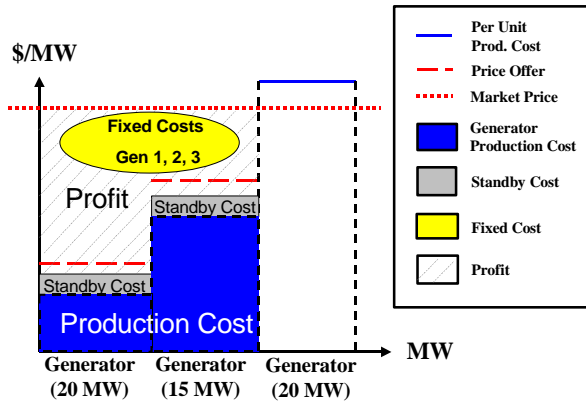 $/MW
Fixed Costs
Gen 1, 2, 3
Profit
Standby Cost
Standby Cost
Production Cost
MW
Generator
(20 MW)
Generator
(15 MW)
Generator
(20 MW)
Per Unit
Prod. Cost
Price Offer
Market Price
Generator
Production Cost
Standby Cost
Fixed Cost
Profit